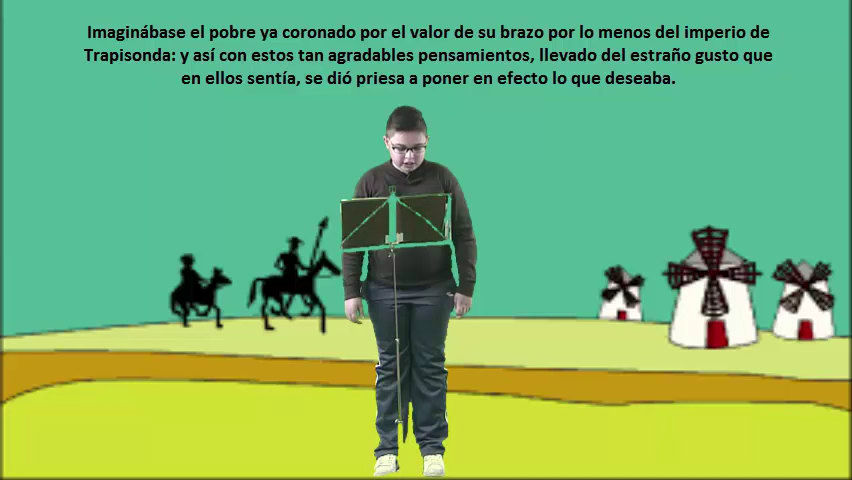 Imaginábase el pobre ya coronado por el valor de su brazo por lo menos del imperio de
Trapisonda: y así con estos tan agradables pensamientos, llevado del estraño gusto que
en ellos sentía, se dió priesa a poner en efecto lo que deseaba.